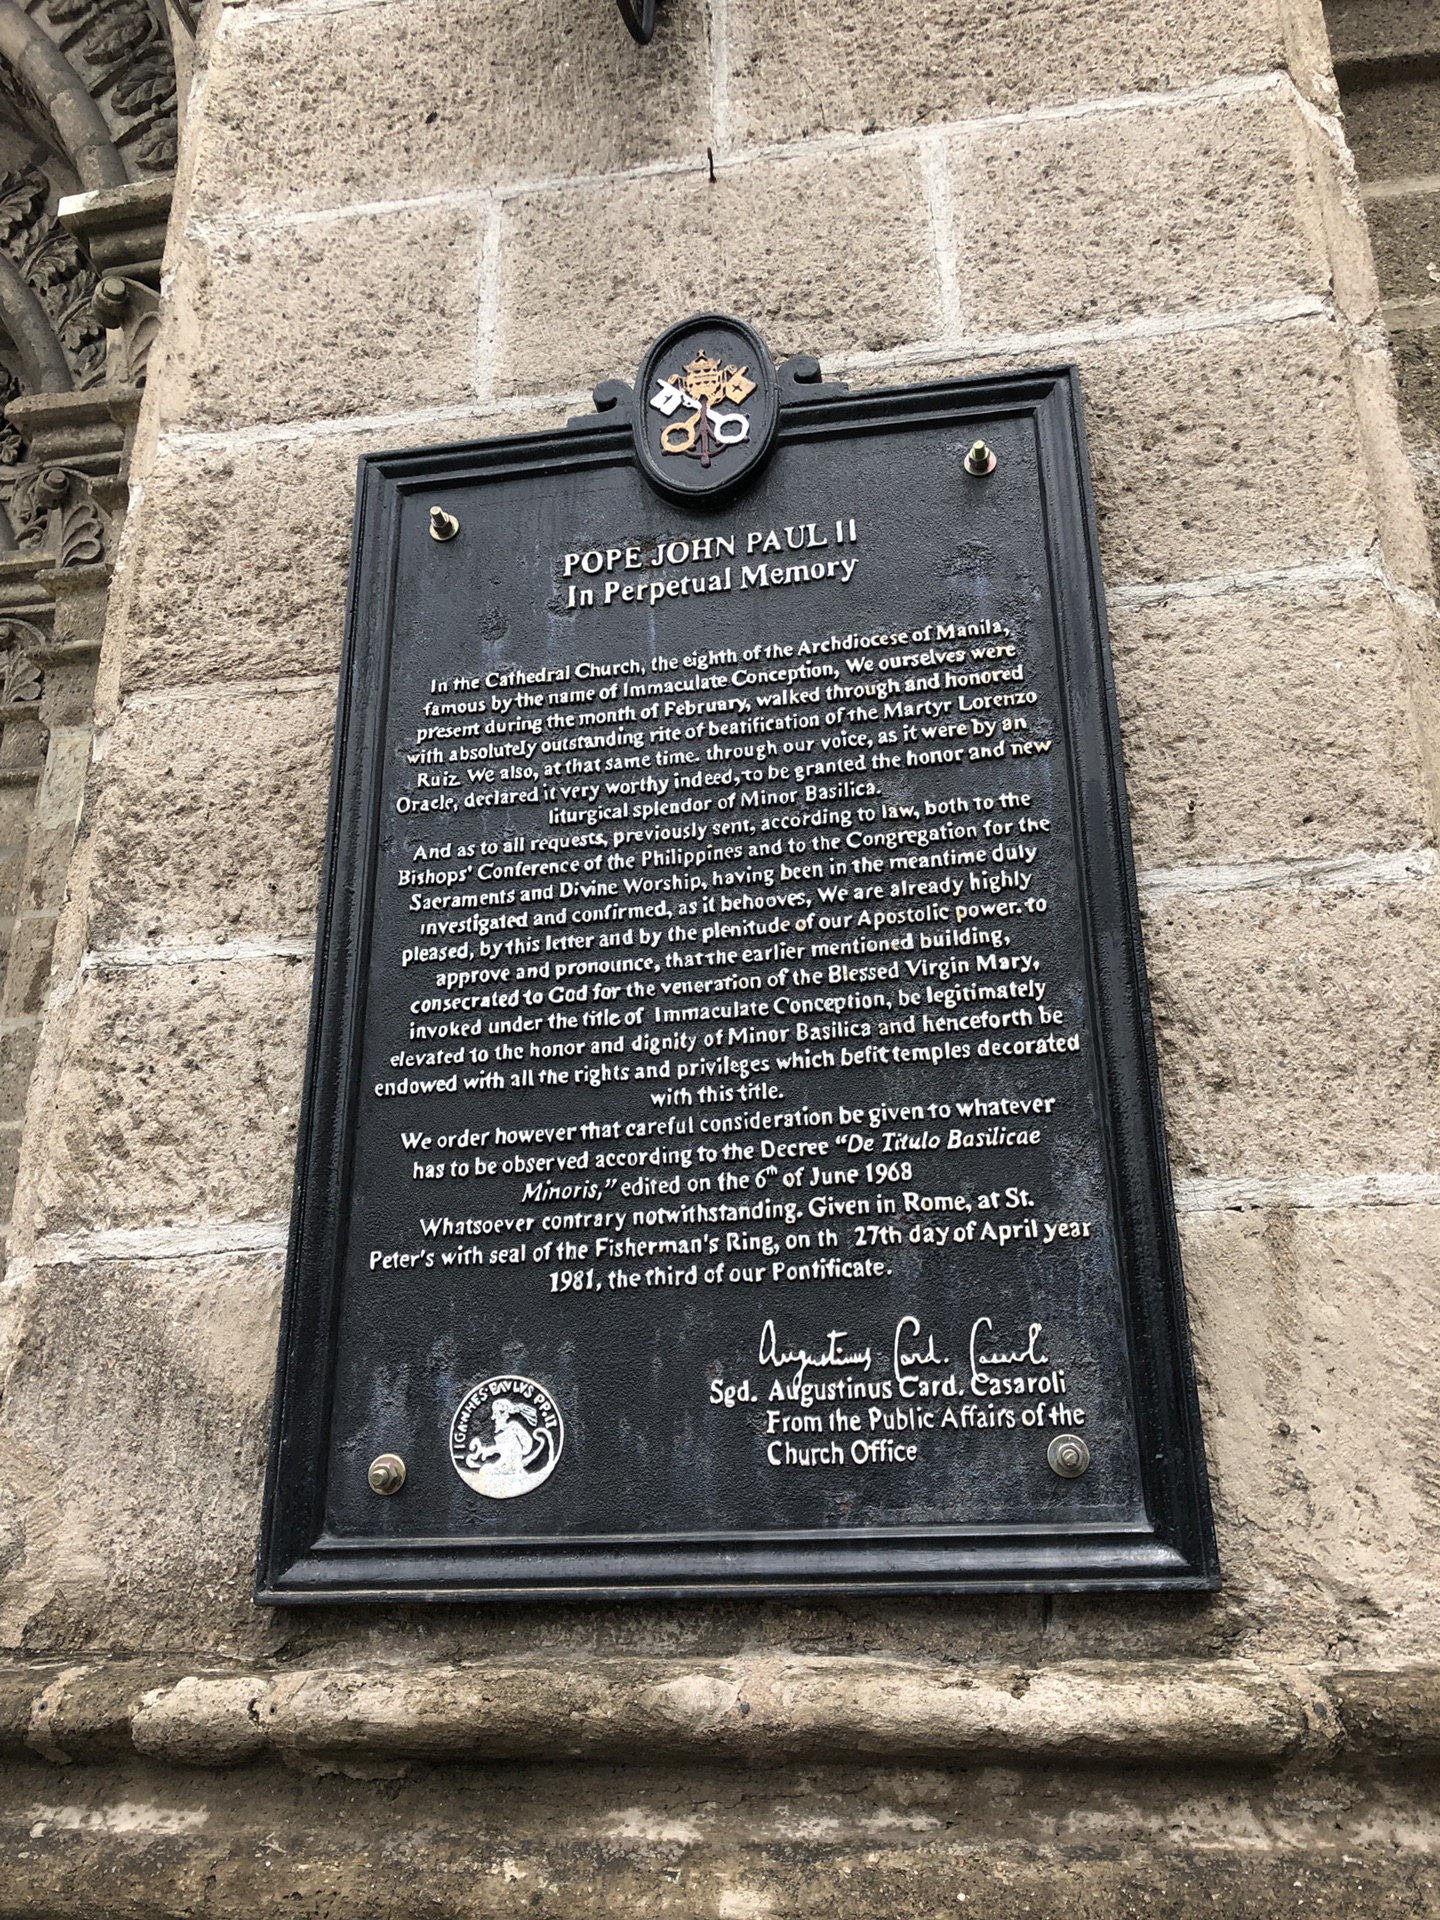 POPE JOHN PAUL II
In Perpetual Memory
In the Cathedral Church, the eighth of the Archdiocese of Manila,
famous by the name of Immaculate Conception, We ourselves were
present during the month of February, walked through and honored
with absolutely outstanding rite of beatification of the Martyr Lorenzo
Ruiz. We also, at that same time. through our voice, as it were by an
Oracle, declared it very worthy indeed, to be granted the honor and new
liturgical splendor of Minor Basilica.
And as to all requests, previously sent, according to law, both to the
Bishops' Conference of the Philippines and to the Congregation for the
Sacraments and Divine Worship, having been in the meantime duly
investigated and confirmed, as it behooves, We are already highly
pleased, by this letter and by the plenitude of our Apostolic power. to
approve and pronounce, that the earlier mentioned building,
consecrated to God for the veneration of the Blessed Virgin Mary,
invoked under the title of Immaculate Conception, be legitimately
elevated to the honor and dignity of Minor Basilica and henceforth be
endowed with all the rights and privileges which befit temples decorated
with this title.
We order however that careful consideration be given to whatever
has to be observed according to the Decree “De Titulo Basilicae
Minoris,” edited on the 6th of June 1968
Whatsoever contrary notwithstanding. Given in Rome, at St.
Peter's with seal of the Fisherman's Ring, on th 27th day of April year
1981, the third of our Pontificate.
Augustinus Card. Casaroli
Sgd. Augustinus Card. Casaroli
From the Public Affairs of the
Church Office
IOANNES PAVLVS PP. II